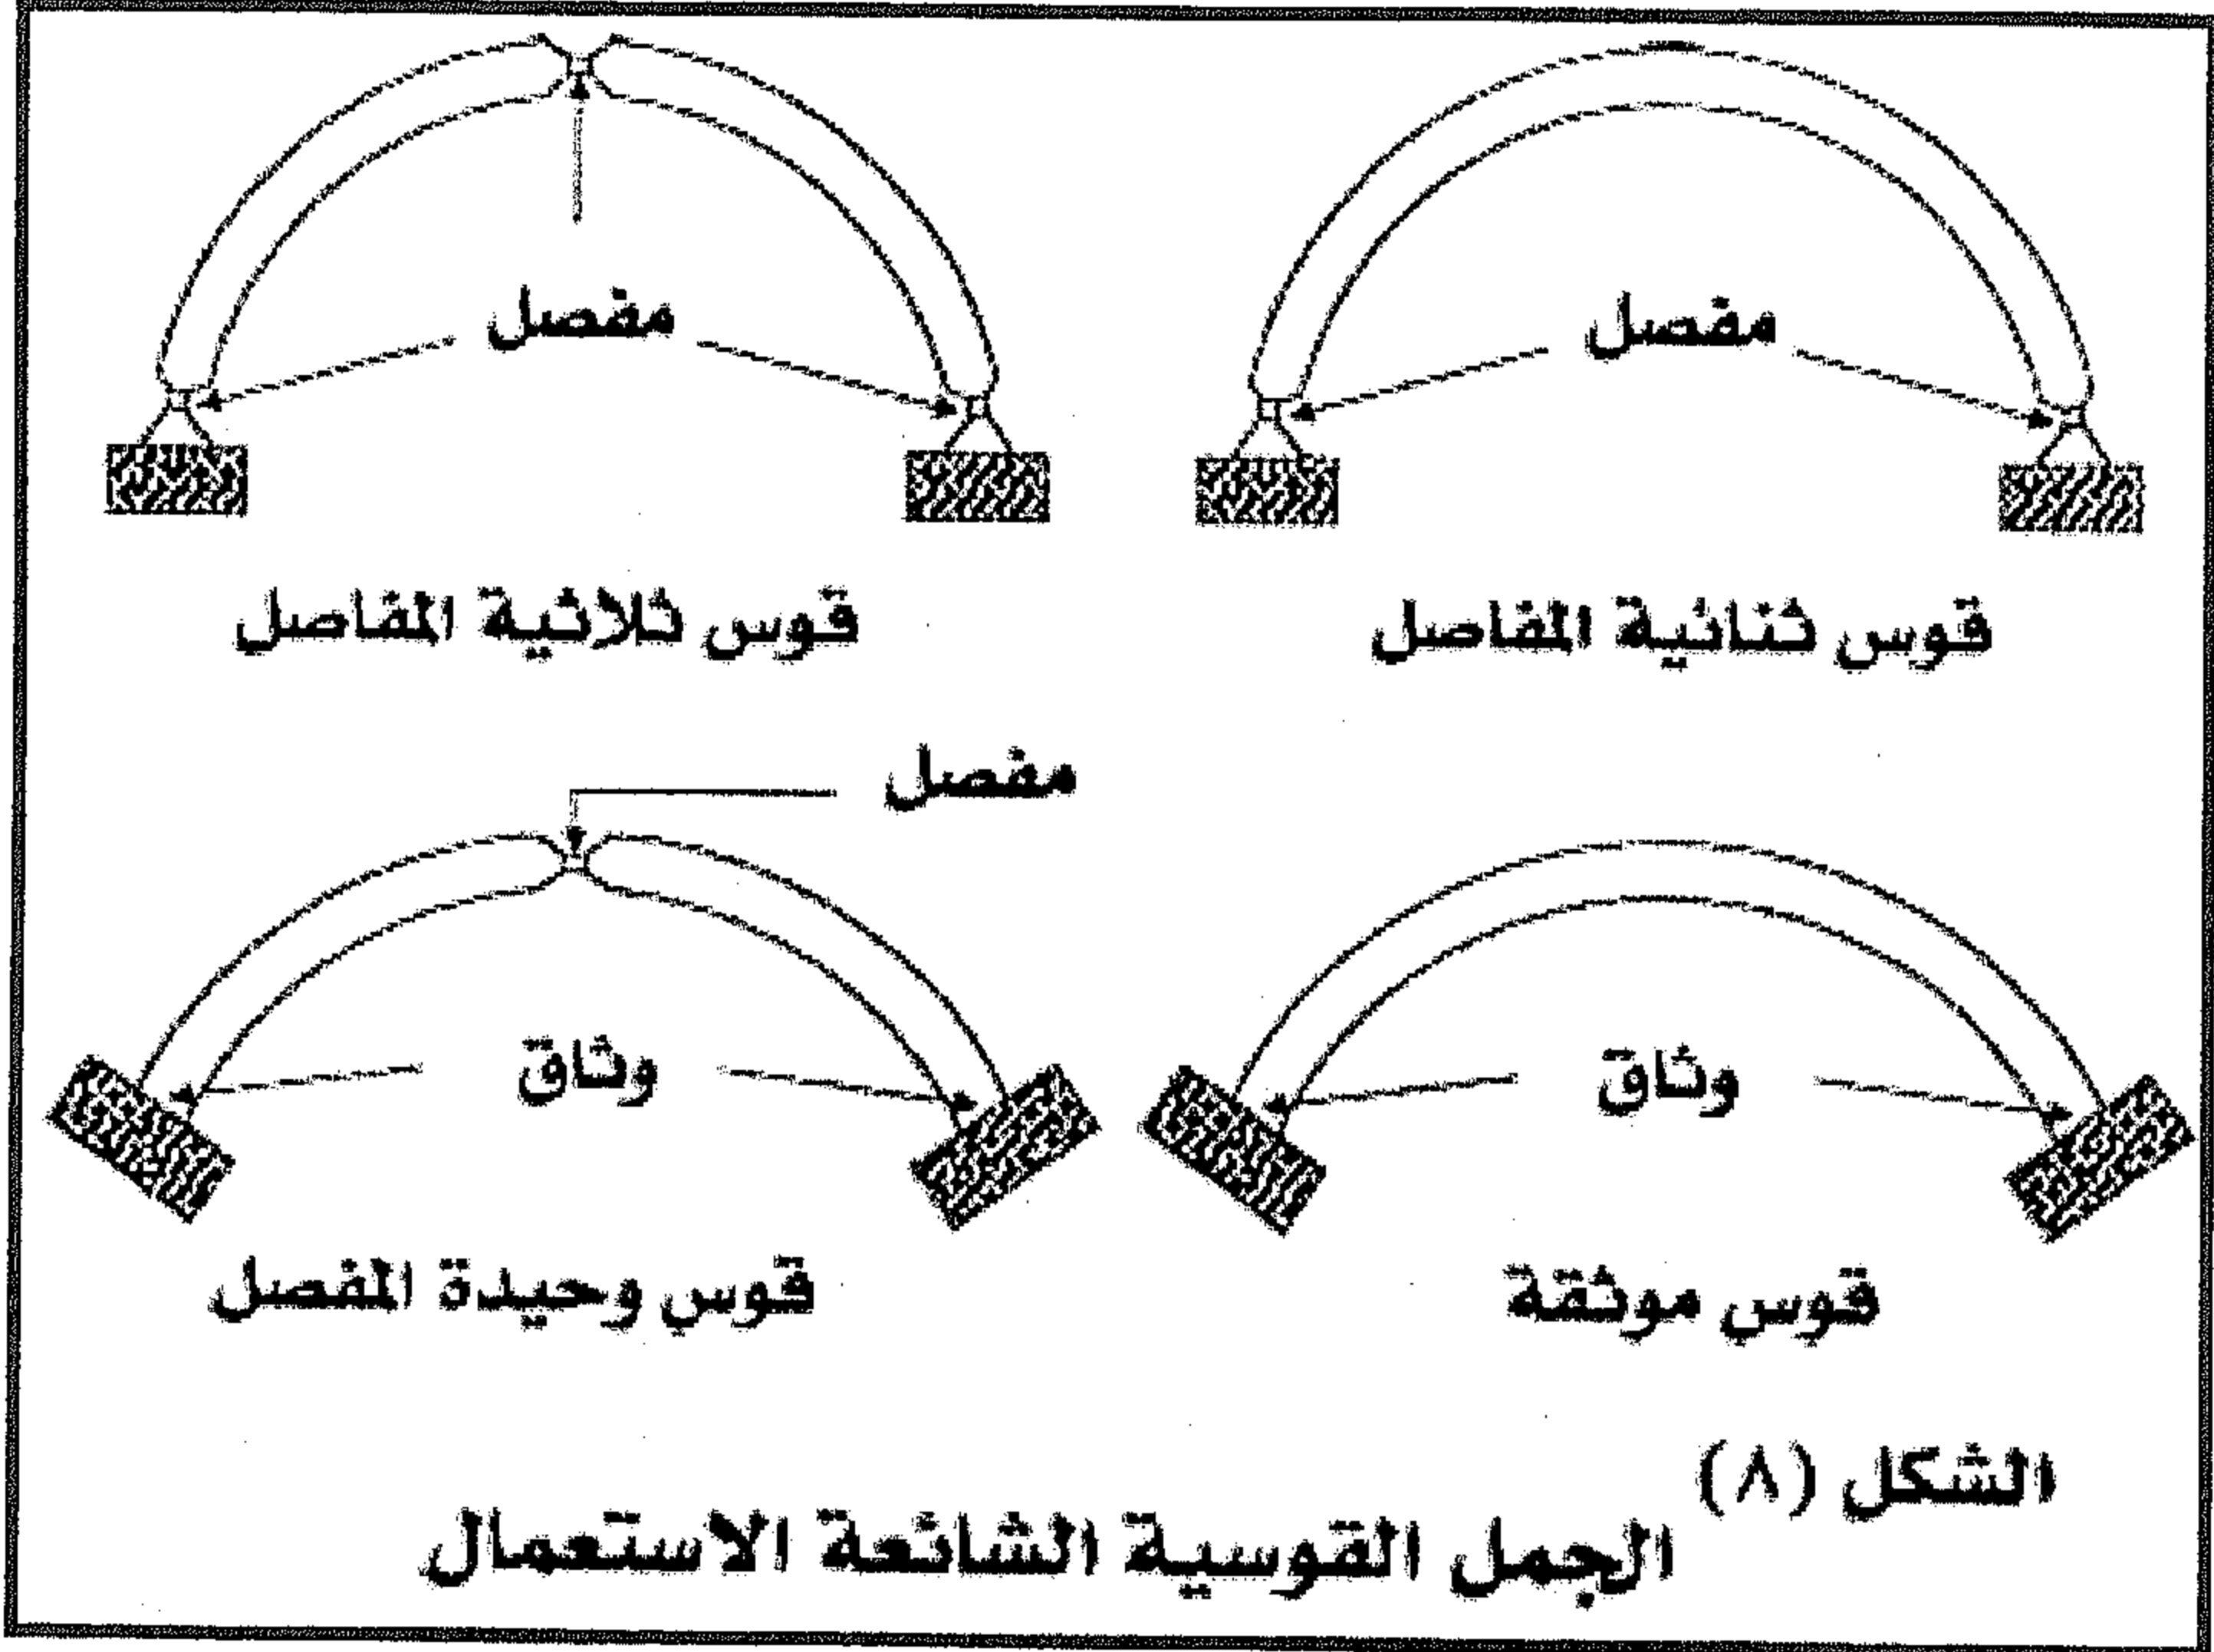 مفصل
مفصل
قوس ثنائية المفاصل
قوس ثلاثية المفاصل
مفصل
وثاق
وثاق
قوس موثقة
قوس وحيدة المفصل
الشكل (٨)
الجمل القوسية الشائعة الاستعمال